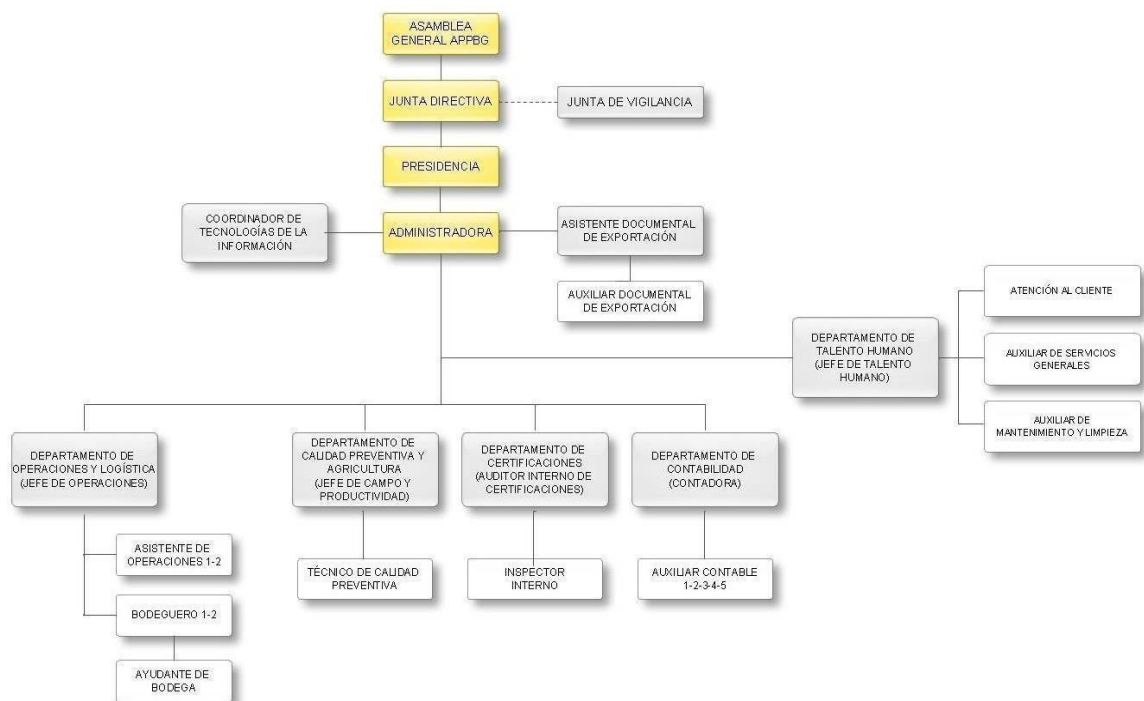 ASAMBLEA
GENERAL APPBG
JUNTA DIRECTIVA
JUNTA DE VIGILANCIA
PRESIDENCIA
COORDINADOR DE
TECNOLOGÍAS DE LA
INFORMACIÓN
ADMINISTRADORA
ASISTENTE DOCUMENTAL
DE EXPORTACIÓN
AUXILIAR DOCUMENTAL
DE EXPORTACIÓN
DEPARTAMENTO DE
TALENTO HUMANO
(JEFE DE TALENTO
HUMANO)
ATENCIÓN AL CLIENTE
AUXILIAR DE SERVICIOS
GENERALES
AUXILIAR DE
MANTENIMIENTO Y LIMPIEZA
DEPARTAMENTO DE
OPERACIONES Y LOGÍSTICA
(JEFE DE OPERACIONES)
DEPARTAMENTO DE
CALIDAD PREVENTIVA Y
AGRICULTURA
(JEFE DE CAMPO Y
PRODUCTIVIDAD)
DEPARTAMENTO DE
CERTIFICACIONES
(AUDITOR INTERNO DE
CERTIFICACIONES)
DEPARTAMENTO DE
CONTABILIDAD
(CONTADORA)
ASISTENTE DE
OPERACIONES 1-2
BODEGUERO 1-2
AYUDANTE DE
BODEGA
TÉCNICO DE CALIDAD
PREVENTIVA
INSPECTOR
INTERNO
AUXILIAR CONTABLE
1-2-3-4-5